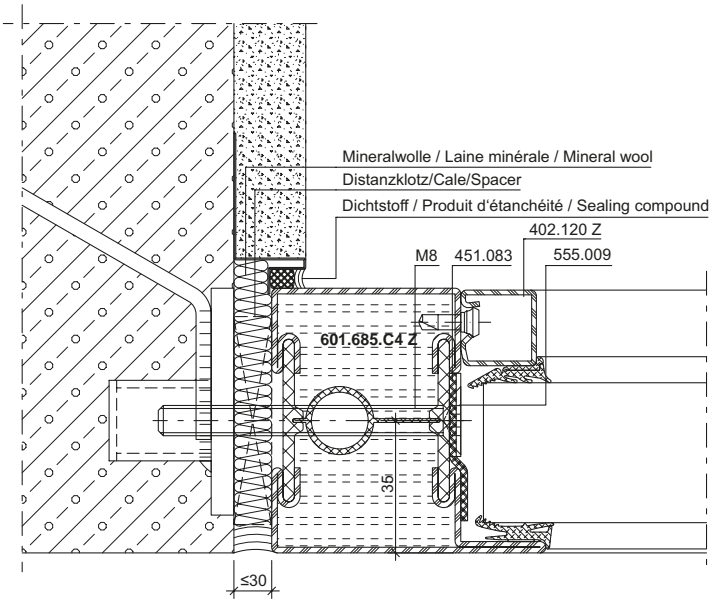 Mineralwolle / Laine minérale / Mineral wool
Distanzklotz/Cale/Spacer
Dichtstoff / Produit d'étanchéité / Sealing compound
402.120 Z
M8 451.083 555.009
601.685.C4 Z
35
≤30